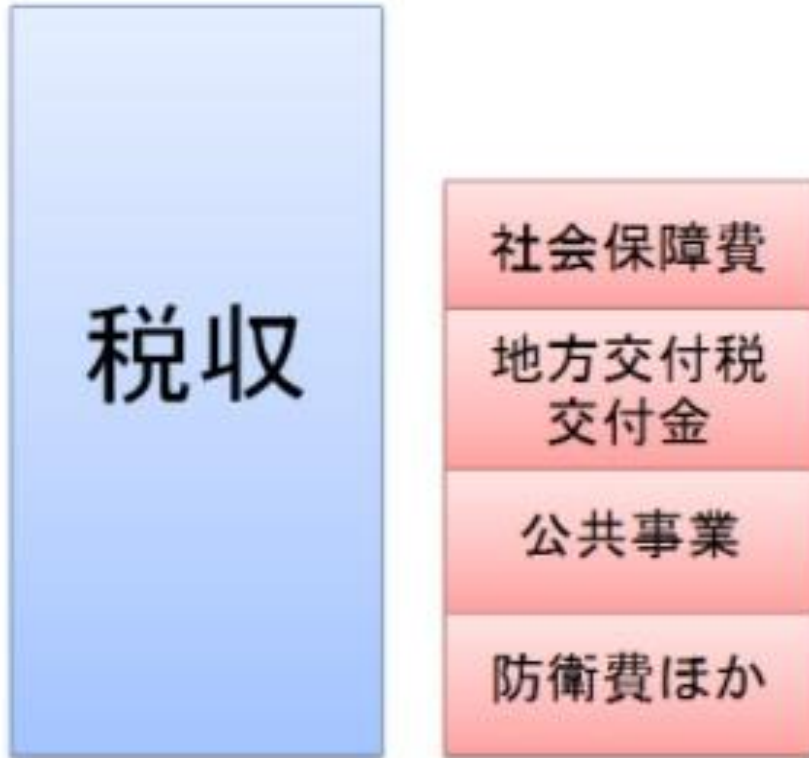 税収
社会保障費
地方交付税
交付金
公共事業
防衛費ほか